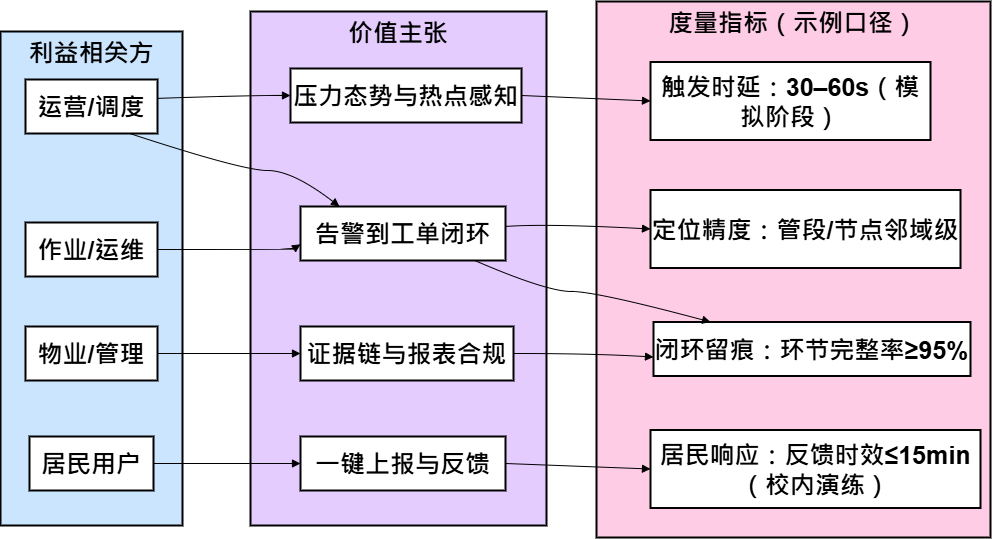 利益相关方
运营/调度
作业/运维
物业/管理
居民用户
价值主张
压力态势与热点感知
告警到工单闭环
证据链与报表合规
一键上报与反馈
度量指标（示例口径）
触发时延：30–60s（模
拟阶段）
定位精度：管段/节点邻域级
闭环留痕：环节完整率≥95%
居民响应：反馈时效≤15min
（校内演练）